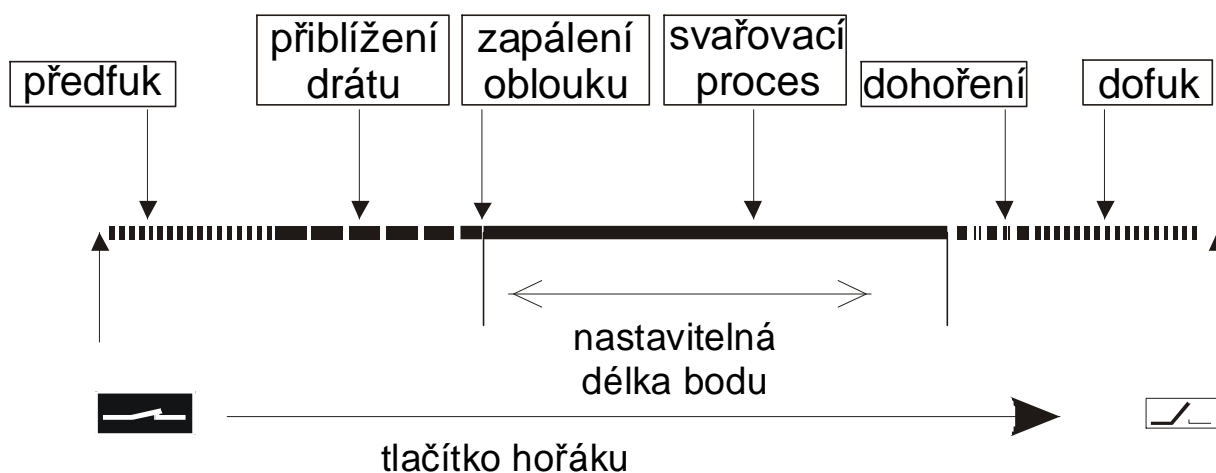 předfuk
přiblížení
drátu
zapálení
oblouku
svařovací
proces
dohoření
dofuk
nastavitelná
délka bodu
tlačítko hořáku